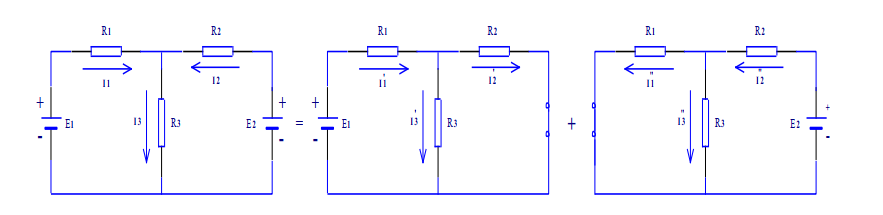 R1 R2 R1 R2 R1 R2
I1 I2 I1' I2' I1" I2"
+ + + +
E1 I3 R3 E2 = E1 I3' R3 + I3" R3 E2
- - - -